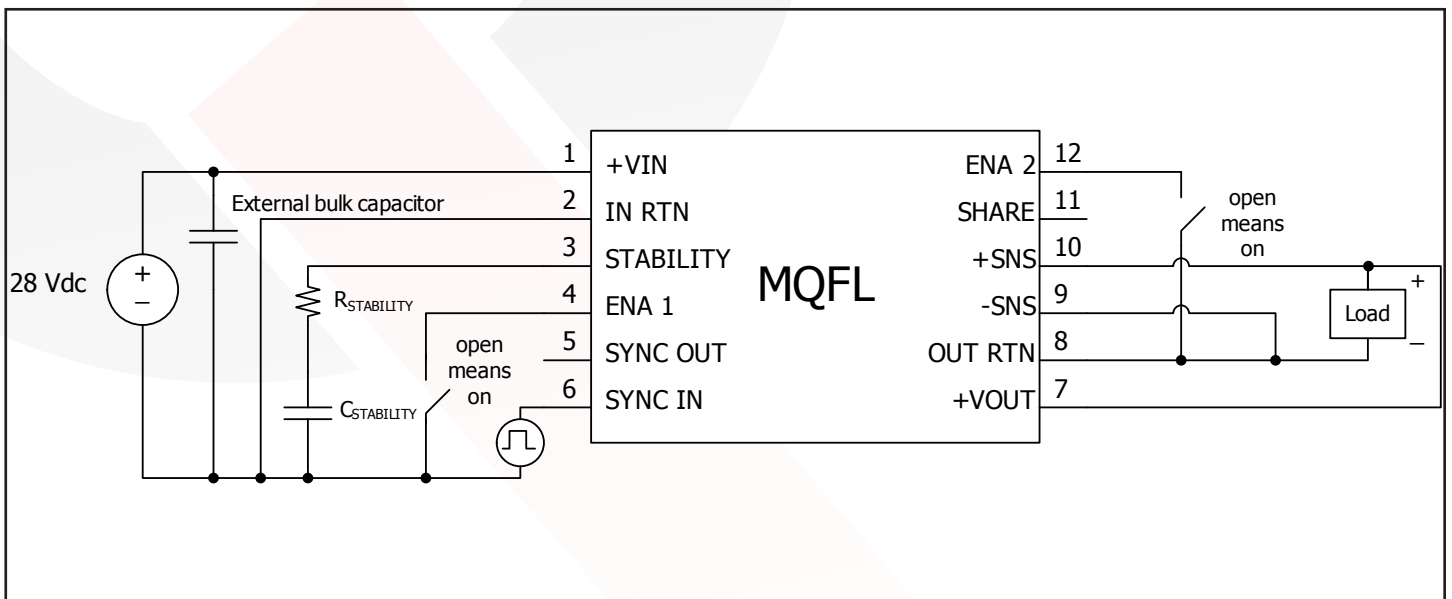 28 Vdc
+
−
External bulk capacitor
R_STABILITY
C_STABILITY
open
means
on
1
2
3
4
5
6
+VIN
IN RTN
STABILITY
ENA 1
SYNC OUT
SYNC IN
MQFL
ENA 2
SHARE
+SNS
-SNS
OUT RTN
+VOUT
12
11
10
9
8
7
open
means
on
+
Load
−